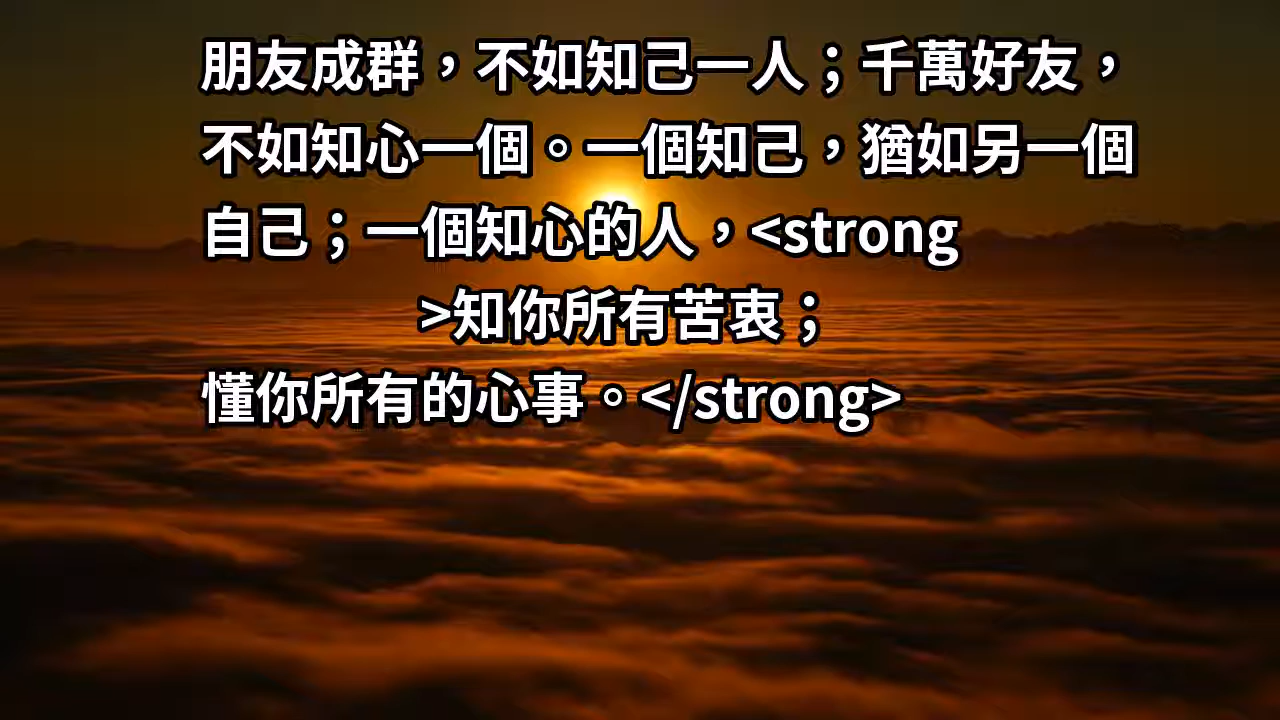 朋友成群，不如知己一人；千萬好友，
不如知心一個。一個知己，猶如另一個
自己；一個知心的人，<strong
>知你所有苦衷；
懂你所有的心事。</strong>